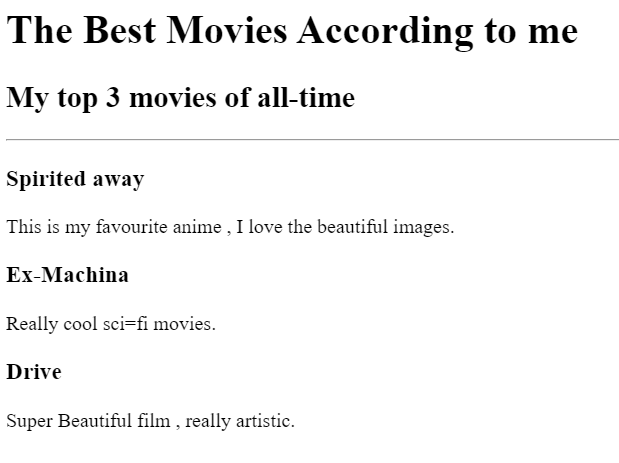 The Best Movies According to me
My top 3 movies of all-time
Spirited away
This is my favourite anime , I love the beautiful images.
Ex-Machina
Really cool sci=fi movies.
Drive
Super Beautiful film , really artistic.